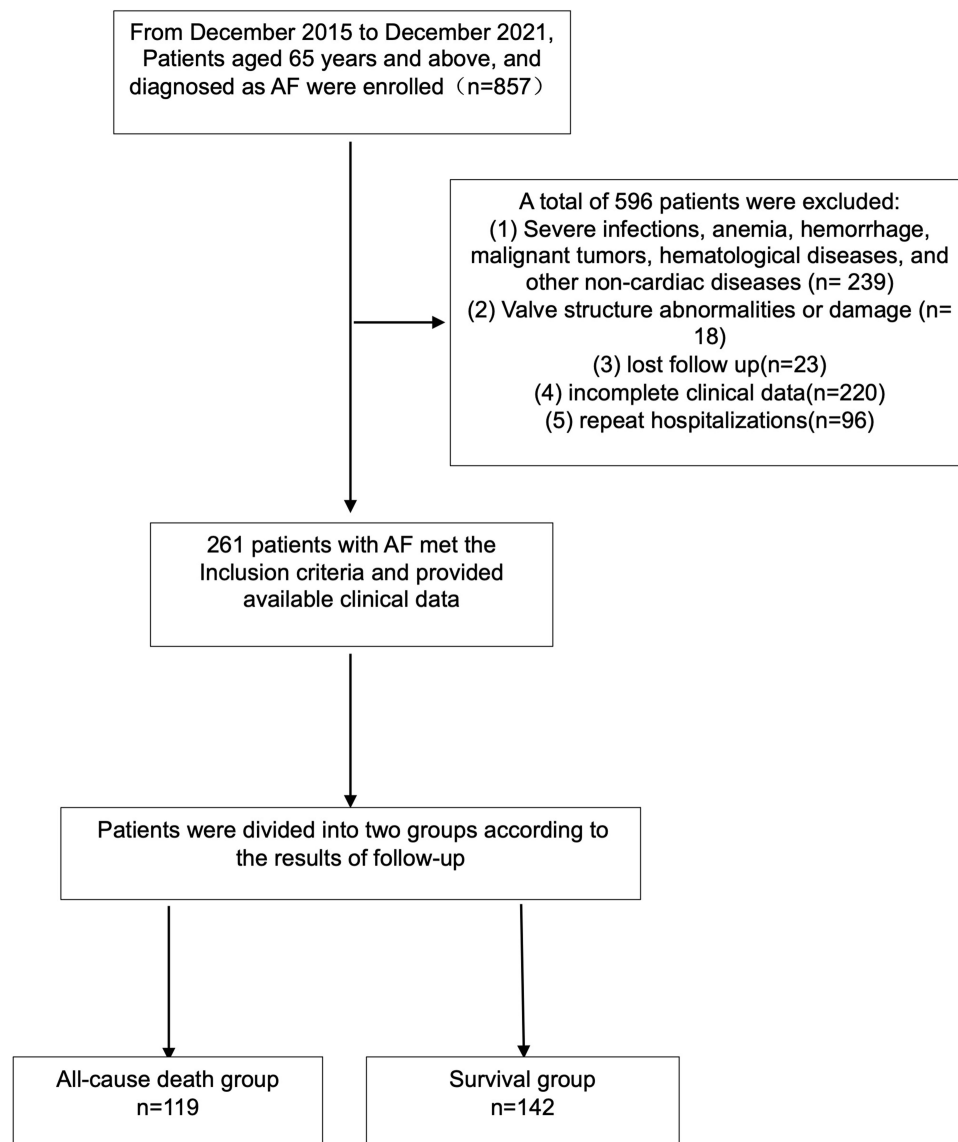 From December 2015 to December 2021,
Patients aged 65 years and above, and
diagnosed as AF were enrolled（n=857）
A total of 596 patients were excluded:
(1) Severe infections, anemia, hemorrhage,
malignant tumors, hematological diseases, and
other non-cardiac diseases (n= 239)
(2) Valve structure abnormalities or damage (n=
18)
(3) lost follow up(n=23)
(4) incomplete clinical data(n=220)
(5) repeat hospitalizations(n=96)
261 patients with AF met the
Inclusion criteria and provided
available clinical data
Patients were divided into two groups according to
the results of follow-up
All-cause death group
n=119
Survival group
n=142